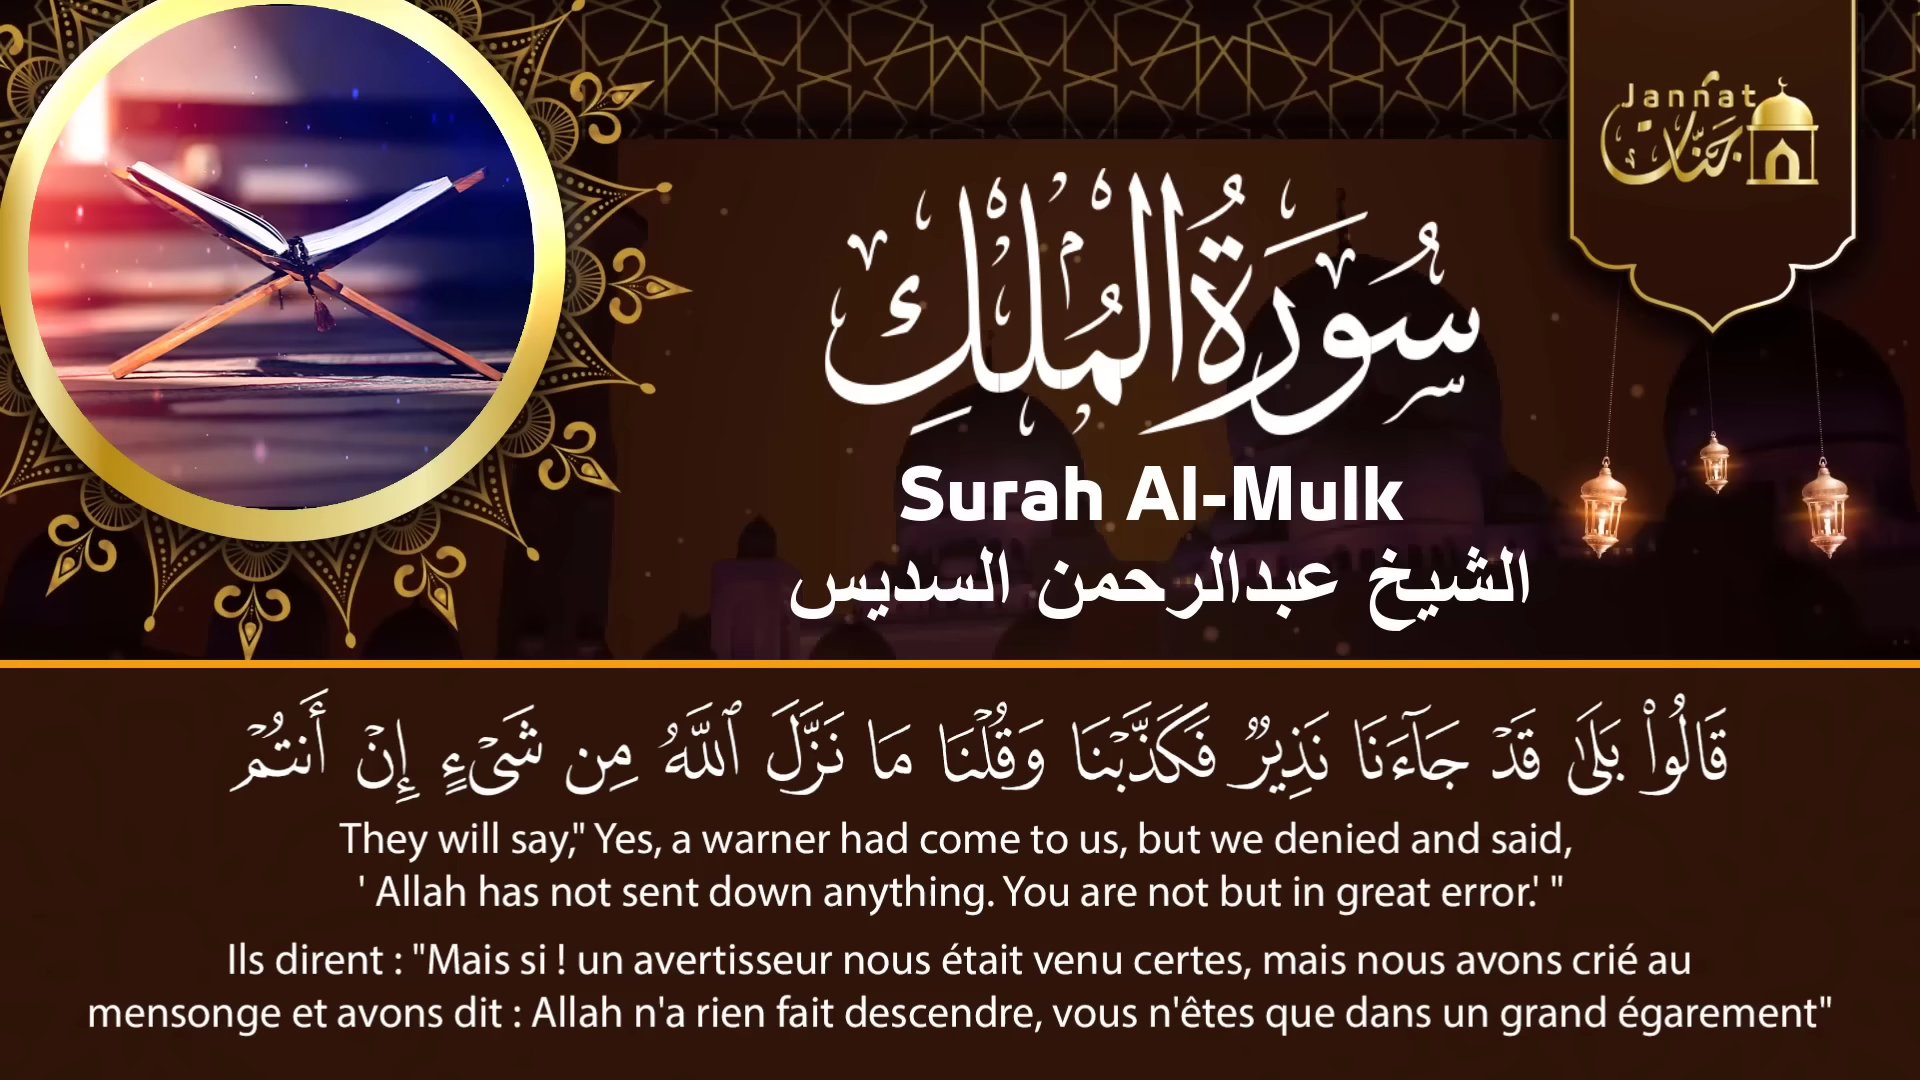 Jannat
جنات
سُورَةُ المُلْكِ
Surah Al-Mulk
الشيخ عبدالرحمن السديس
قَالُواْ بَلَىٰ قَدْ جَآءَنَا نَذِيرٌ فَكَذَّبْنَا وَقُلْنَا مَا نَزَّلَ ٱللَّهُ مِن شَىْءٍ إِنْ أَنتُمْ
They will say," Yes, a warner had come to us, but we denied and said,
' Allah has not sent down anything. You are not but in great error.' "
Ils dirent : "Mais si ! un avertisseur nous était venu certes, mais nous avons crié au
mensonge et avons dit : Allah n'a rien fait descendre, vous n'êtes que dans un grand égarement"